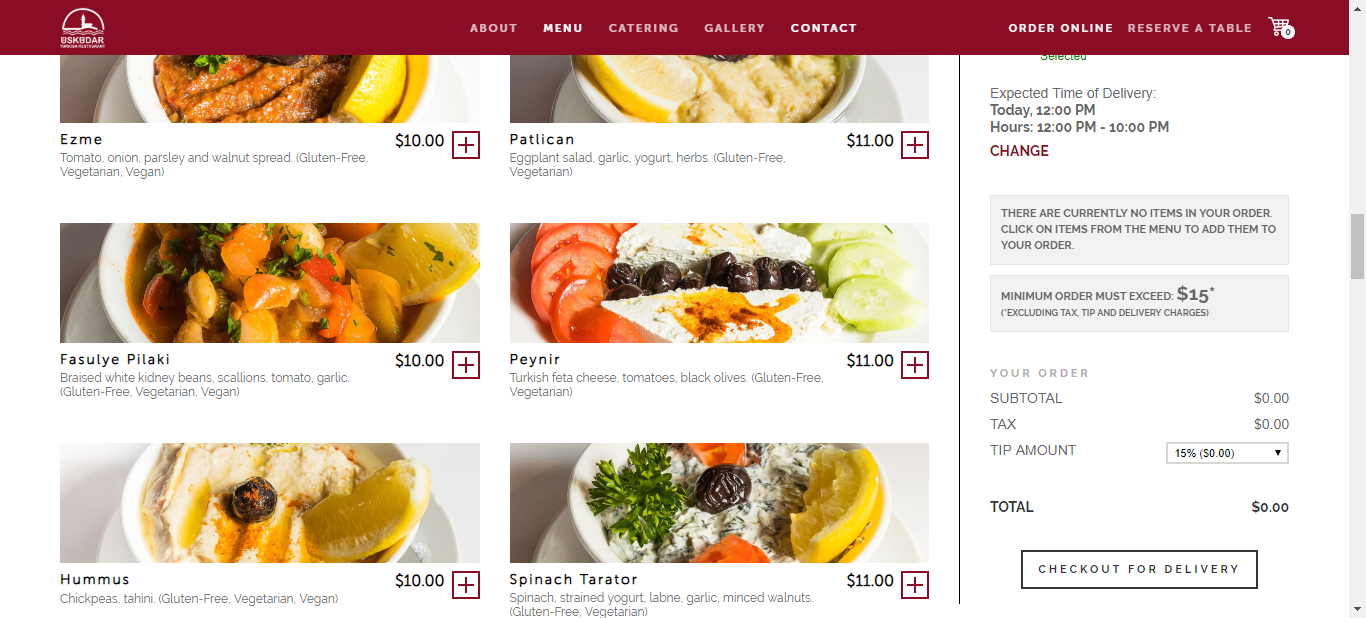 ÜSKÜDAR
TURKISH RESTAURANT
ABOUT MENU CATERING GALLERY CONTACT ORDER ONLINE RESERVE A TABLE 0
Ezme $10.00
Tomato, onion, parsley and walnut spread. (Gluten-Free,
Vegetarian, Vegan)
Patlican $11.00
Eggplant salad, garlic, yogurt, herbs. (Gluten-Free,
Vegetarian)
Fasulye Pilaki $10.00
Braised white kidney beans, scallions, tomato, garlic.
(Gluten-Free, Vegetarian, Vegan)
Peynir $11.00
Turkish feta cheese, tomatoes, black olives. (Gluten-Free,
Vegetarian)
Hummus $10.00
Chickpeas, tahini. (Gluten-Free, Vegetarian, Vegan)
Spinach Tarator $11.00
Spinach, strained yogurt, labne, garlic, minced walnuts.
(Gluten-Free, Vegetarian)
Selected
Expected Time of Delivery:
Today, 12:00 PM
Hours: 12:00 PM - 10:00 PM
CHANGE
THERE ARE CURRENTLY NO ITEMS IN YOUR ORDER.
CLICK ON ITEMS FROM THE MENU TO ADD THEM TO
YOUR ORDER.
MINIMUM ORDER MUST EXCEED: $15*
(*EXCLUDING TAX, TIP AND DELIVERY CHARGES)
YOUR ORDER
SUBTOTAL $0.00
TAX $0.00
TIP AMOUNT 15% ($0.00)
TOTAL $0.00
CHECKOUT FOR DELIVERY